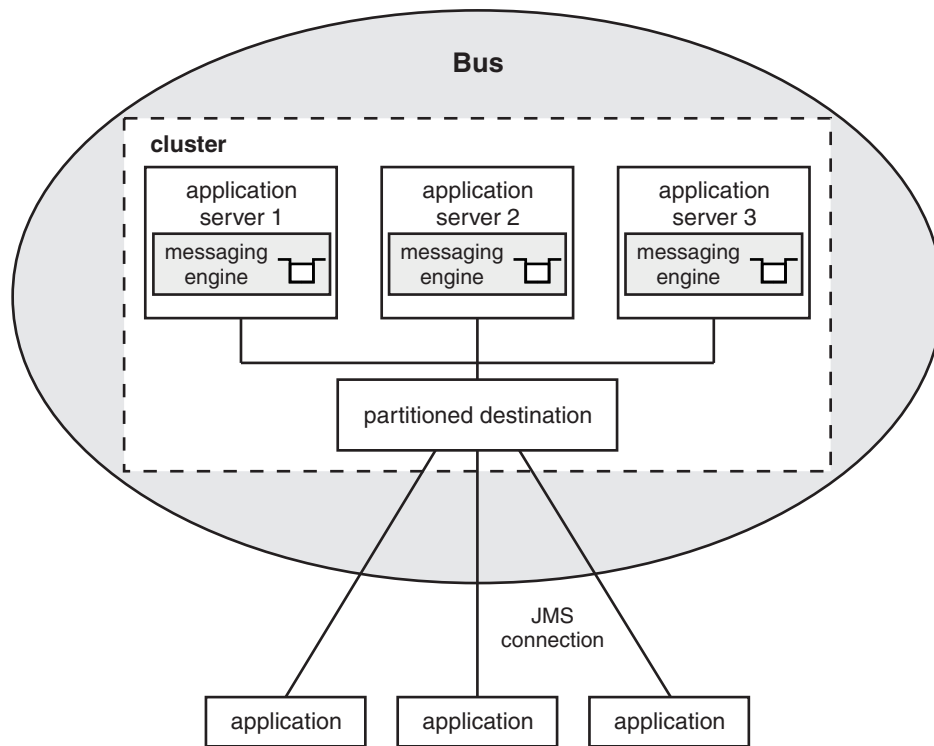 Bus
cluster
application
server 1
messaging
engine
application
server 2
messaging
engine
application
server 3
messaging
engine
partitioned destination
JMS
connection
application
application
application